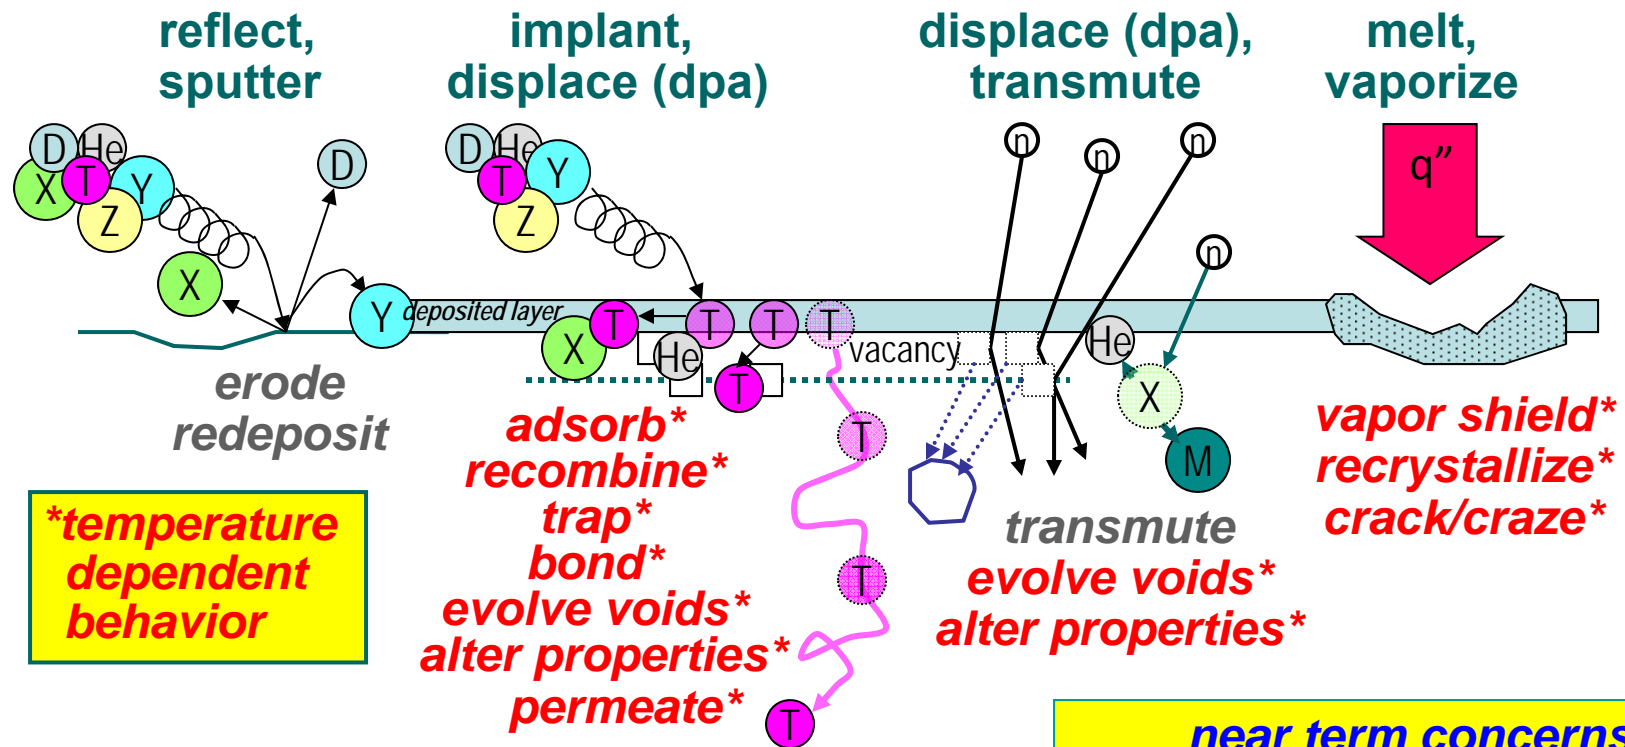 reflect,
sputter
implant,
displace (dpa)
displace (dpa),
transmute
melt,
vaporize
D He
X T Y
Z
D
X
Y
erode
redeposit
*temperature
dependent
behavior
D He
T Y
Z
deposited layer
T T T T
X He
T
vacancy
T
T
T
adsorb*
recombine*
trap*
bond*
evolve voids*
alter properties*
permeate*
n n n
n
He
X
M
transmute
evolve voids*
alter properties*
q”
vapor shield*
recrystallize*
crack/craze*
near term concerns